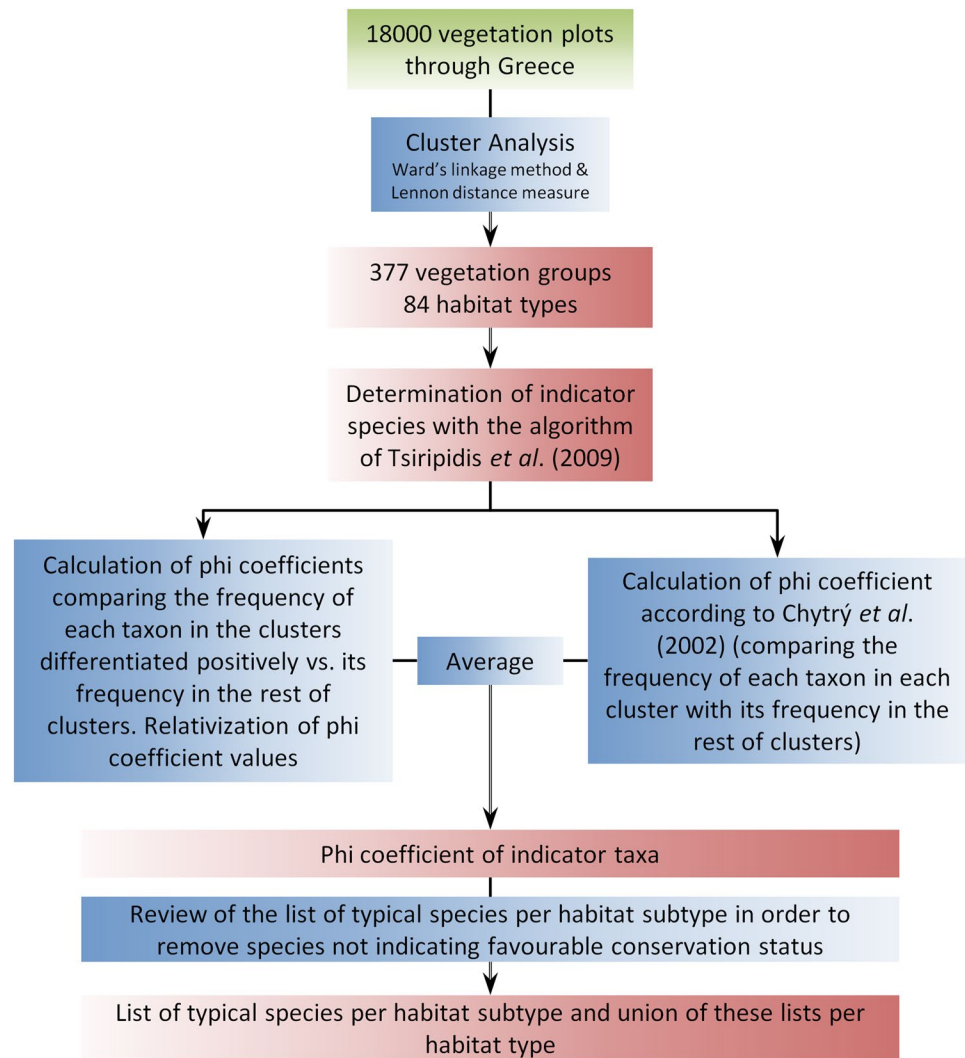 18000 vegetation plots
through Greece
Cluster Analysis
Ward's linkage method &
Lennon distance measure
377 vegetation groups
84 habitat types
Determination of indicator
species with the algorithm
of Tsiripidis et al. (2009)
Calculation of phi coefficients
comparing the frequency of
each taxon in the clusters
differentiated positively vs. its
frequency in the rest of
clusters. Relativization of phi
coefficient values
Average
Calculation of phi coefficient
according to Chytrý et al.
(2002) (comparing the
frequency of each taxon in each
cluster with its frequency in the
rest of clusters)
Phi coefficient of indicator taxa
Review of the list of typical species per habitat subtype in order to
remove species not indicating favourable conservation status
List of typical species per habitat subtype and union of these lists per
habitat type